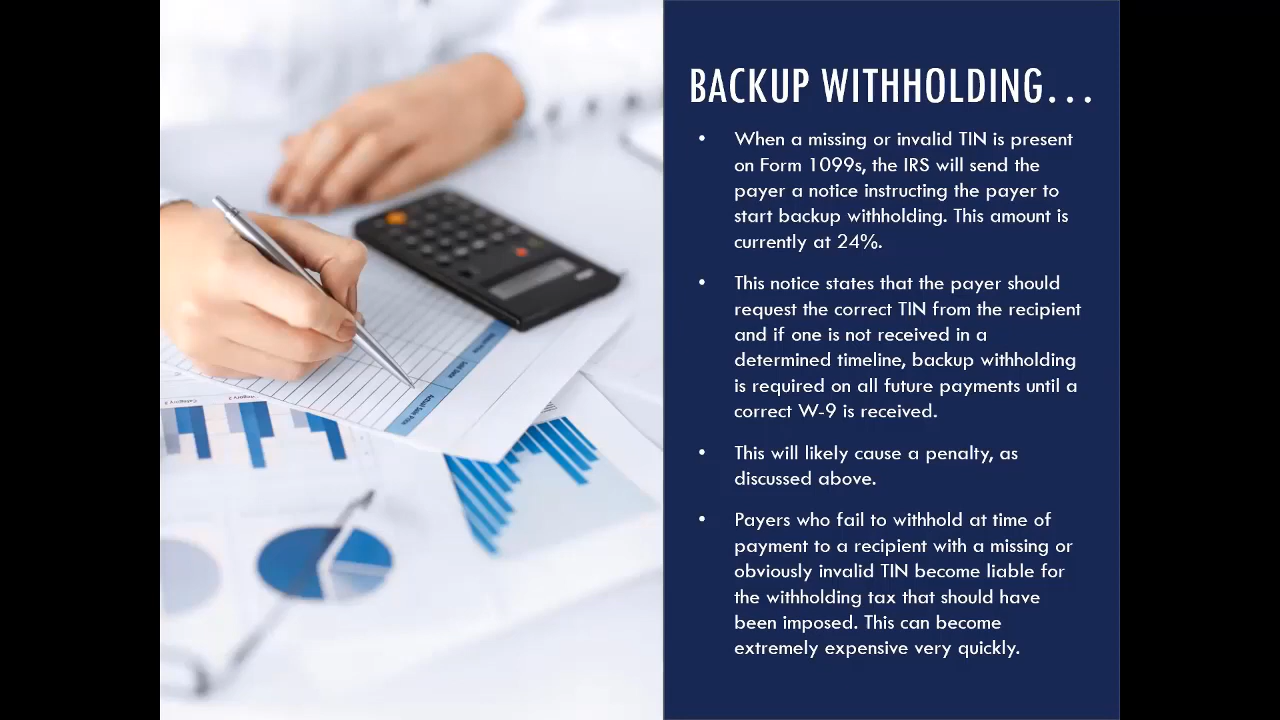 BACKUP WITHHOLDING...
• When a missing or invalid TIN is present
on Form 1099s, the IRS will send the
payer a notice instructing the payer to
start backup withholding. This amount is
currently at 24%.
• This notice states that the payer should
request the correct TIN from the recipient
and if one is not received in a
determined timeline, backup withholding
is required on all future payments until a
correct W-9 is received.
• This will likely cause a penalty, as
discussed above.
• Payers who fail to withhold at time of
payment to a recipient with a missing or
obviously invalid TIN become liable for
the withholding tax that should have
been imposed. This can become
extremely expensive very quickly.